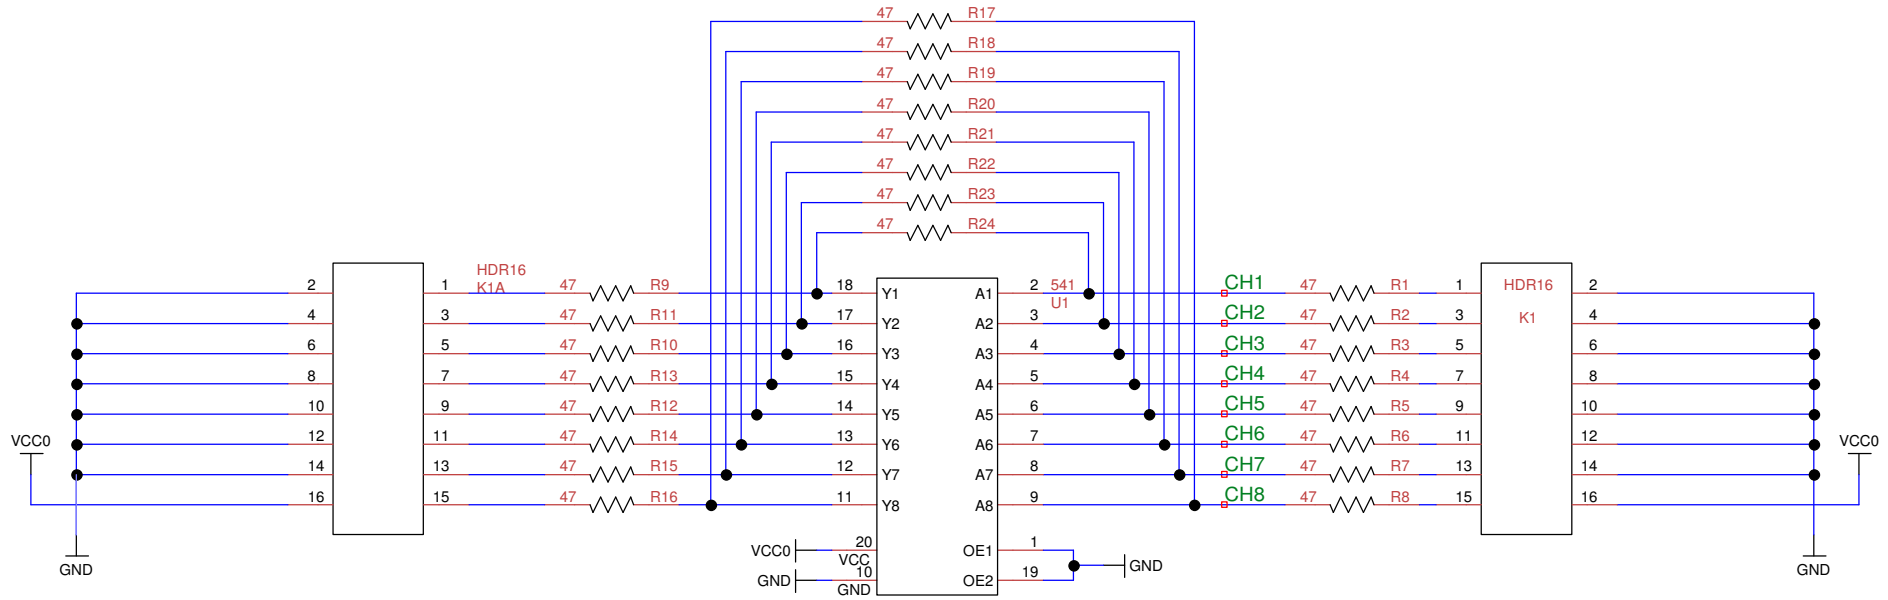 47 R17
47 R18
47 R19
47 R20
47 R21
47 R22
47 R23
47 R24
HDR16
K1A
2 1 47 R9 18 Y1 A1 2 541 CH1 47 R1 1 HDR16 2
U1
4 3 47 R11 17 Y2 A2 3 CH2 47 R2 3 K1 4
6 5 47 R10 16 Y3 A3 4 CH3 47 R3 5 6
8 7 47 R13 15 Y4 A4 5 CH4 47 R4 7 8
10 9 47 R12 14 Y5 A5 6 CH5 47 R5 9 10
VCC0 12 11 47 R14 13 Y6 A6 7 CH6 47 R6 11 12 VCC0
14 13 47 R15 12 Y7 A7 8 CH7 47 R7 13 14
16 15 47 R16 11 Y8 A8 9 CH8 47 R8 15 16
VCC0 20 OE1 1
VCC
GND 10 OE2 19 GND
GND
GND GND